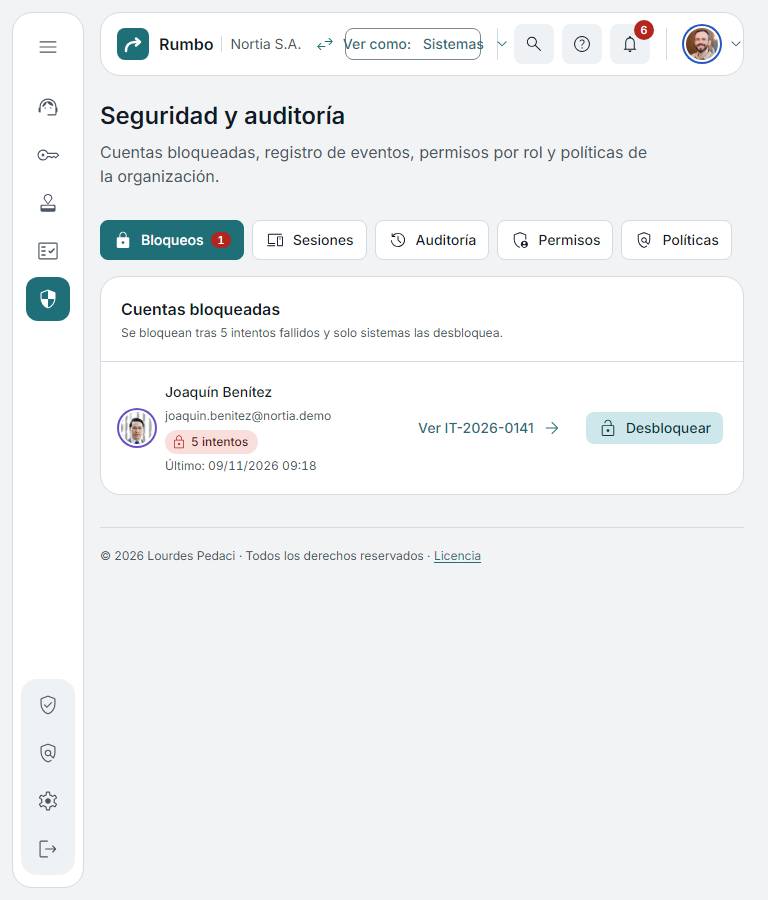 Rumbo
Nortia S.A.
Ver como: Sistemas
6
Seguridad y auditoría
Cuentas bloqueadas, registro de eventos, permisos por rol y políticas de
la organización.
Bloqueos 1
Sesiones
Auditoría
Permisos
Políticas
Cuentas bloqueadas
Se bloquean tras 5 intentos fallidos y solo sistemas las desbloquea.
Joaquín Benítez
joaquin.benitez@nortia.demo
5 intentos
Último: 09/11/2026 09:18
Ver IT-2026-0141
Desbloquear
© 2026 Lourdes Pedaci · Todos los derechos reservados · Licencia